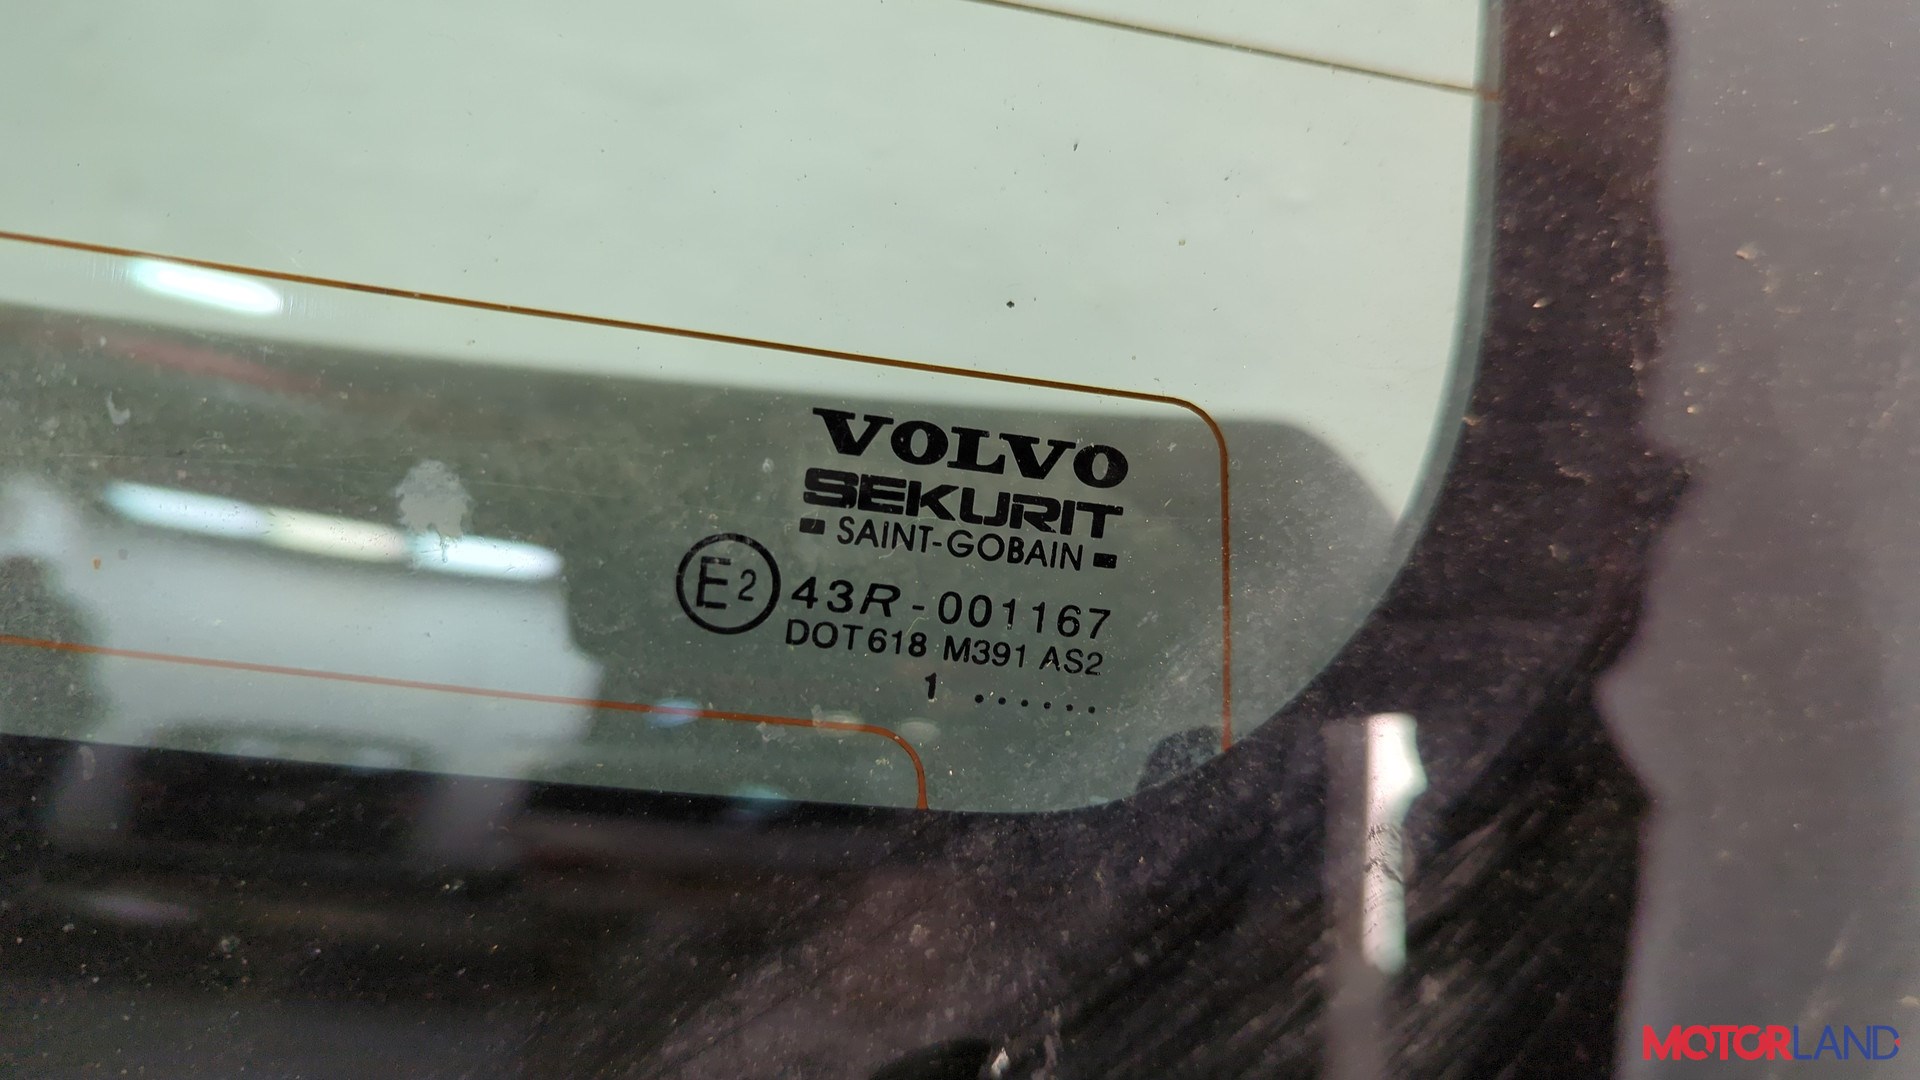 VOLVO
SEKURIT
SAINT-GOBAIN
E2 43R-001167
DOT618 M391 AS2
1 ......
MOTORLAND